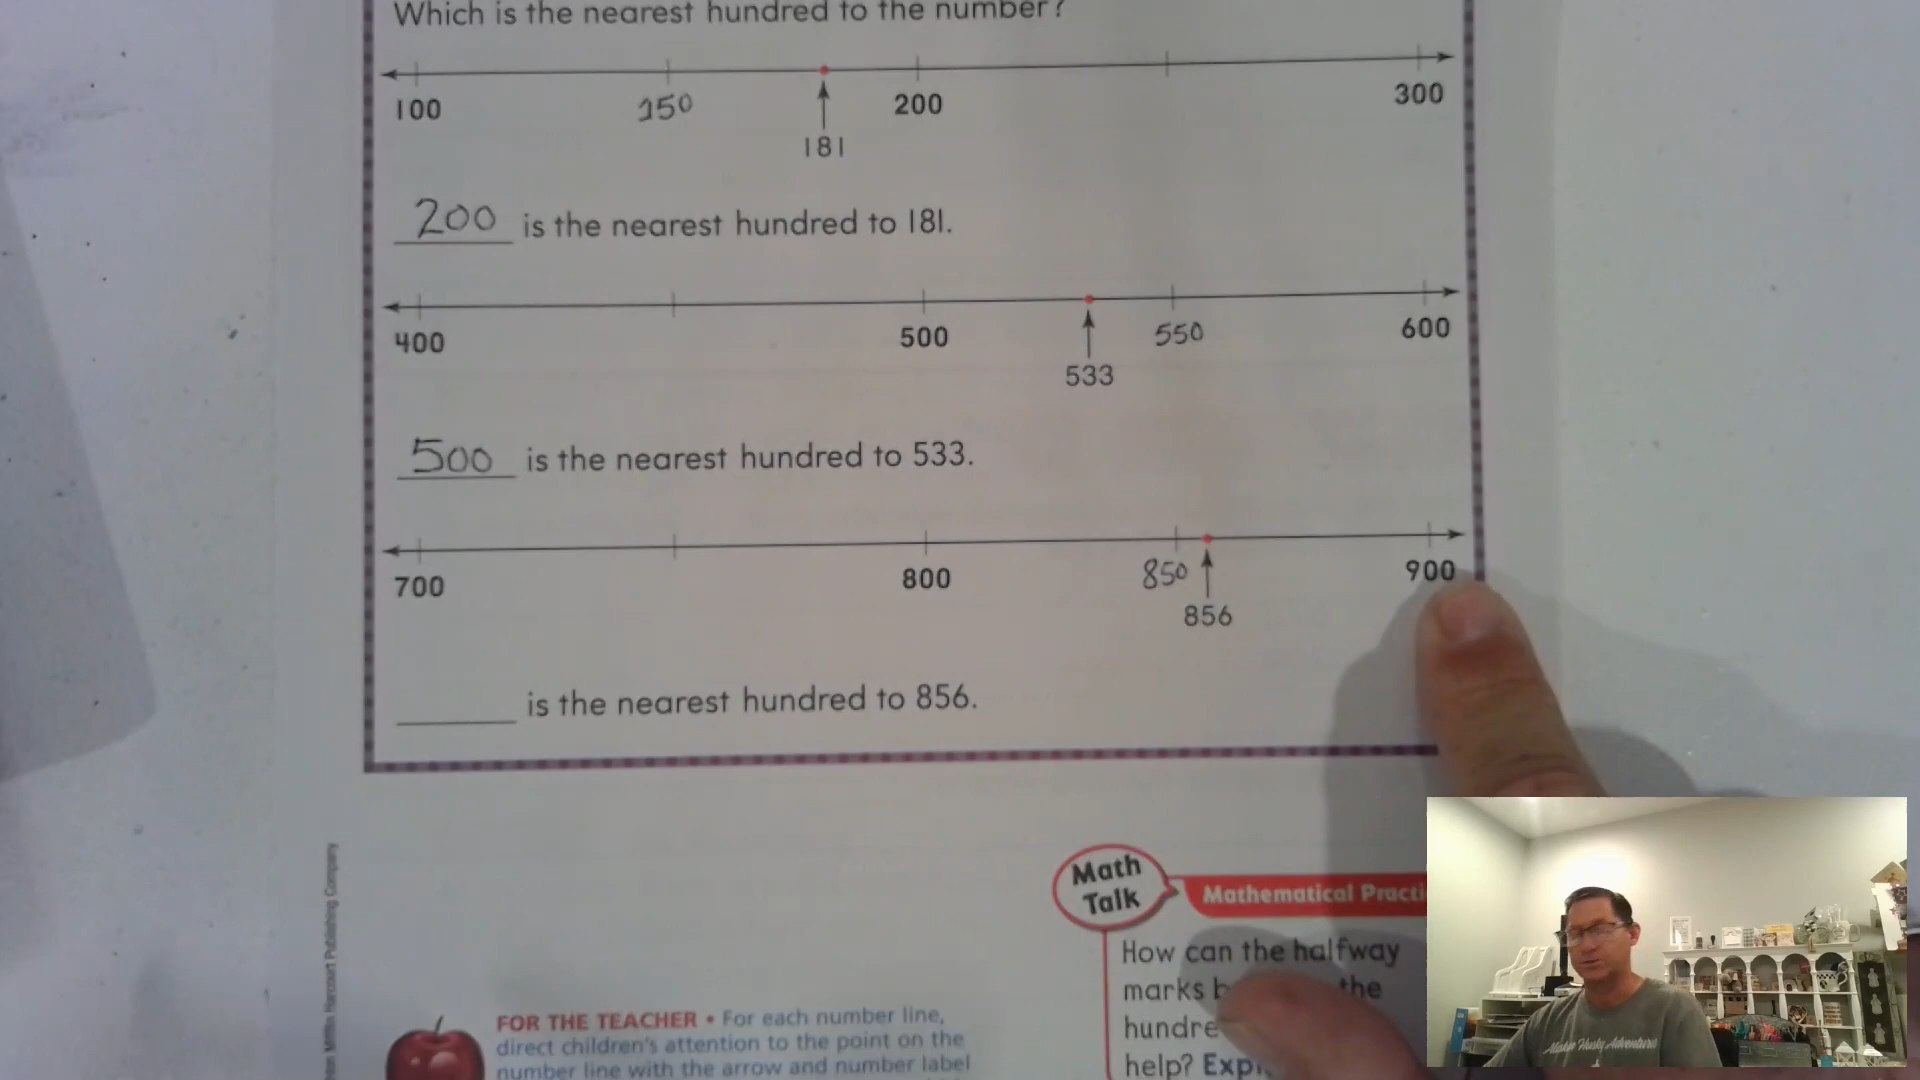 Which is the nearest hundred to the number?
100 150 200 300
181
200 is the nearest hundred to 181.
400 500 550 600
533
500 is the nearest hundred to 533.
700 800 850 900
856
is the nearest hundred to 856.
Math
Talk
Mathematical
How can the halfway
marks the
help?
FOR THE TEACHER • For each number line,
direct children's attention to the point on the
number line with the arrow and number label
Harcourt Publishing Company